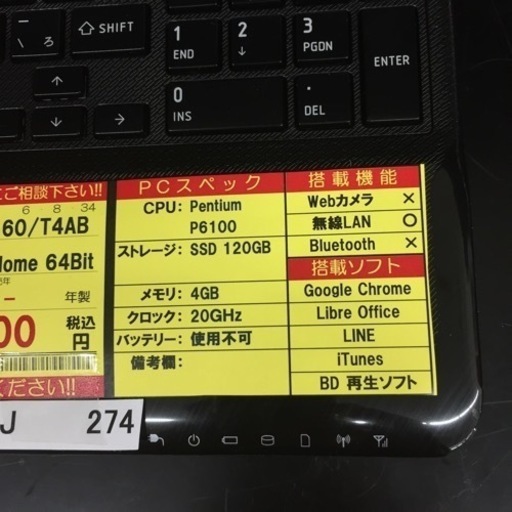 \ ろ
⇧ SHIFT
1 END
2 ↓
3 PGDN
ENTER
↑
↓
→
0 INS
. DEL
ご相談下さい!!
6 8 34
60/T4AB
Home 64Bit
年製
00 税込 円
ください!!
J 274
PCスペック
CPU: Pentium
P6100
ストレージ: SSD 120GB
メモリ: 4GB
クロック: 20GHz
バッテリー: 使用不可
備考欄:
搭載機能
Webカメラ ×
無線LAN ○
Bluetooth ×
搭載ソフト
Google Chrome
Libre Office
LINE
iTunes
BD 再生ソフト